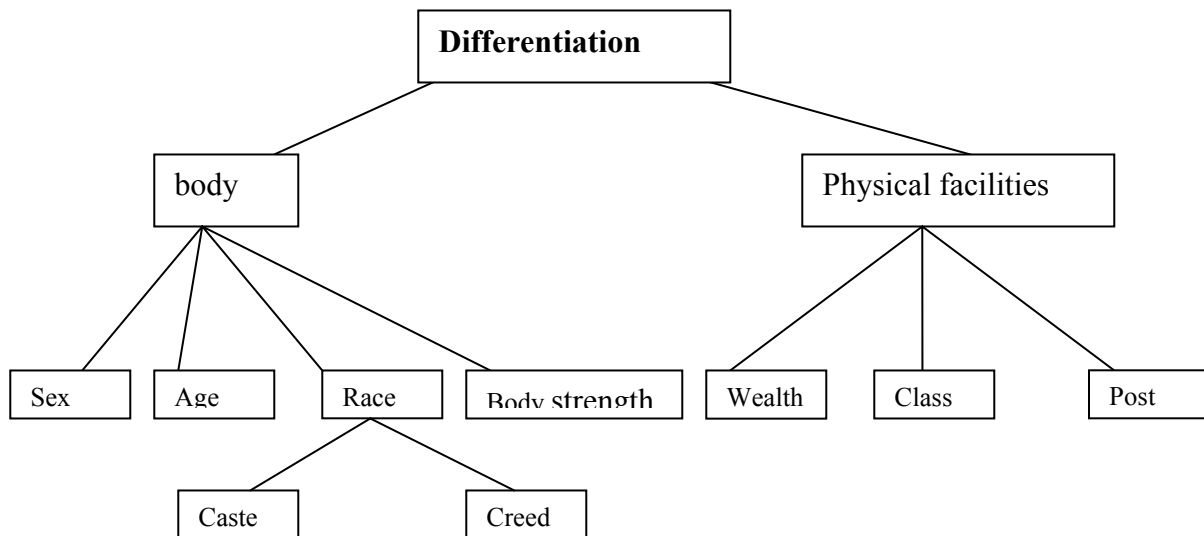 Differentiation
body
Physical facilities
Sex
Age
Race
Body strength
Wealth
Class
Post
Caste
Creed